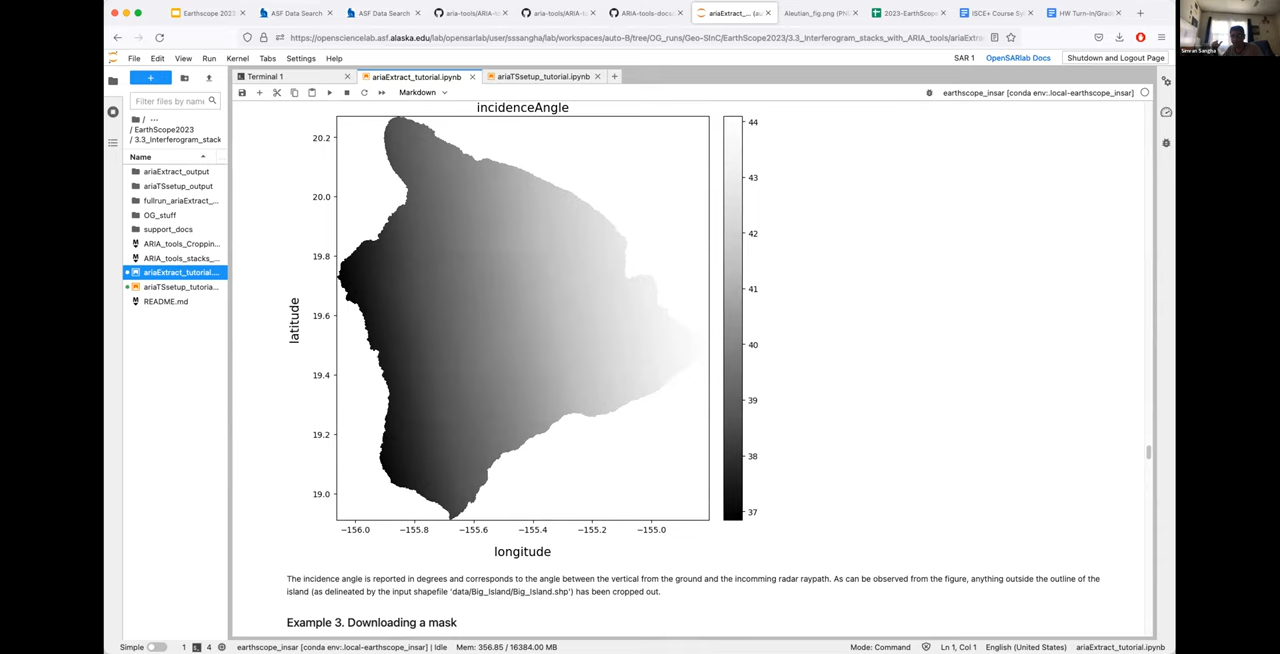 Earthscope 2023
ASF Data Search
ASF Data Search
aria-tools/ARIA-to
aria-tools/ARIA-to
ARIA-tools-docs/
ariaExtract_... (au
Aleutian_fig.png (PN
2023-EarthScope
ISCE+ Course Syl
HW Turn-In/Gradi
https://opensciencelab.asf.alaska.edu/lab/opensarlab/user/sssangha/lab/workspaces/auto-B/tree/OG_runs/Geo-SInC/EarthScope2023/3.3_Interferogram_stacks_with_ARIA_tools/ariaExtra
Simran Sangha
File Edit View Run Kernel Tabs Settings Help
SAR 1 OpenSARlab Docs Shutdown and Logout Page
Terminal 1
ariaExtract_tutorial.ipynb
ariaTSsetup_tutorial.ipynb
Markdown
earthscope_insar [conda env:.local-earthscope_insar]
Filter files by name
/ ...
/ EarthScope2023
/ 3.3_Interferogram_stack
Name
ariaExtract_output
ariaTSsetup_output
fullrun_ariaExtract_...
OG_stuff
support_docs
ARIA_tools_Croppin...
ARIA_tools_stacks_...
ariaExtract_tutorial....
ariaTSsetup_tutoria...
README.md
incidenceAngle
20.2
20.0
19.8
19.6
19.4
19.2
19.0
latitude
−156.0 −155.8 −155.6 −155.4 −155.2 −155.0
longitude
44
43
42
41
40
39
38
37
The incidence angle is reported in degrees and corresponds to the angle between the vertical from the ground and the incomming radar raypath. As can be observed from the figure, anything outside the outline of the
island (as delineated by the input shapefile 'data/Big_Island/Big_Island.shp') has been cropped out.
Example 3. Downloading a mask
Simple 1 4 earthscope_insar [conda env:.local-earthscope_insar] | Idle Mem: 356.85 / 16384.00 MB
Mode: Command Ln 1, Col 1 English (United States) ariaExtract_tutorial.ipynb